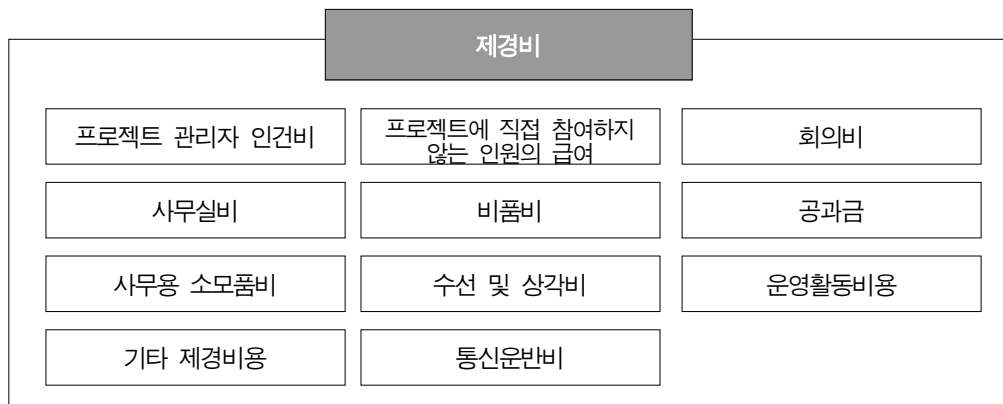 제경비
프로젝트 관리자 인건비
프로젝트에 직접 참여하지
않는 인원의 급여
회의비
사무실비
비품비
공과금
사무용 소모품비
수선 및 상각비
운영활동비용
기타 제경비용
통신운반비